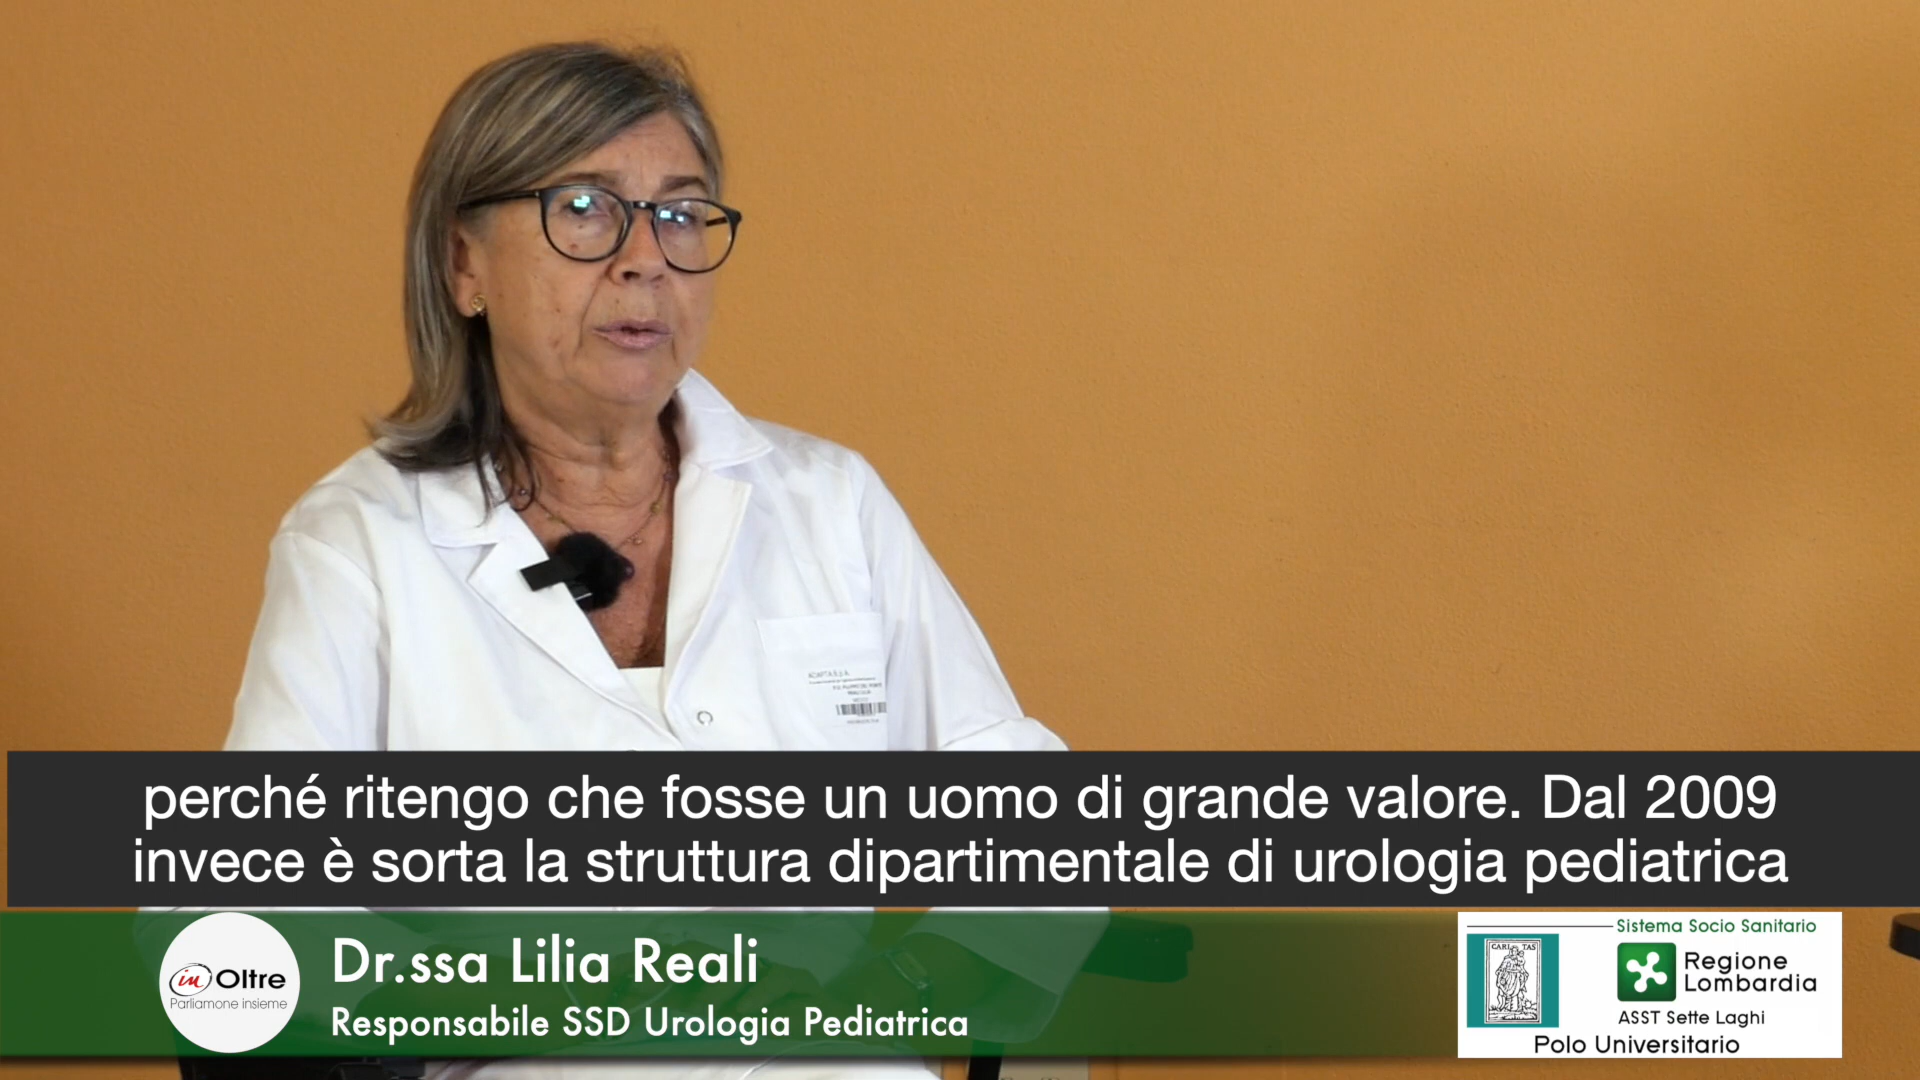 perché ritengo che fosse un uomo di grande valore. Dal 2009
invece è sorta la struttura dipartimentale di urologia pediatrica
in Oltre
Parliamone insieme
Dr.ssa Lilia Reali
Responsabile SSD Urologia Pediatrica
Sistema Socio Sanitario
CARITAS
Regione
Lombardia
ASST Sette Laghi
Polo Universitario